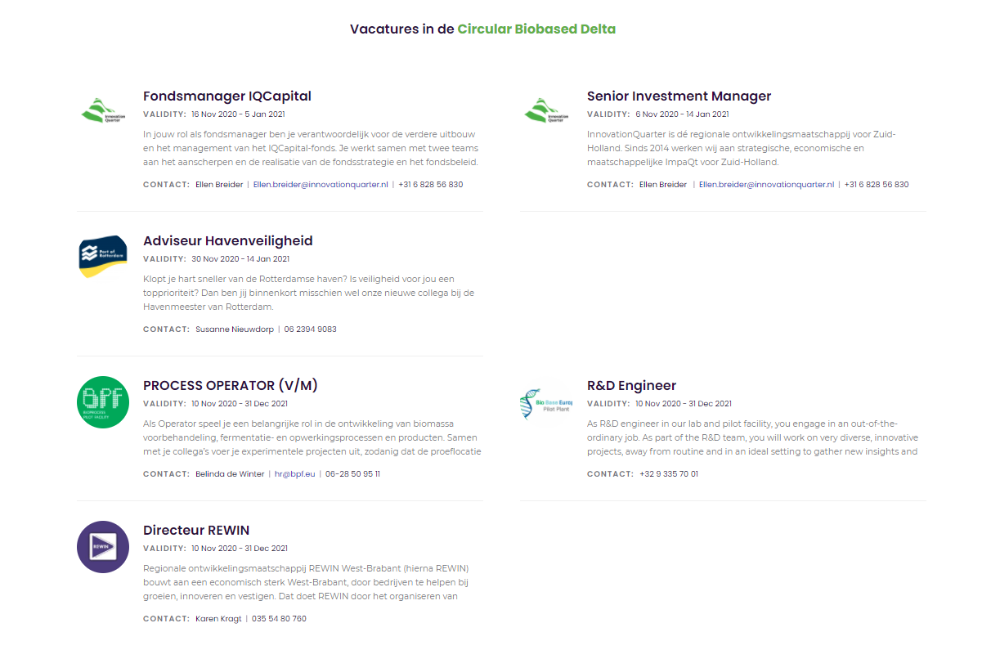 Vacatures in de Circular Biobased Delta
Innovation
Quarter
Fondsmanager IQCapital
VALIDITY: 16 Nov 2020 - 5 Jan 2021
In jouw rol als fondsmanager ben je verantwoordelijk voor de verdere uitbouw
en het management van het IQCapital-fonds. Je werkt samen met twee teams
aan het aanscherpen en de realisatie van de fondsstrategie en het fondsbeleid.
CONTACT: Ellen Breider | Ellen.breider@innovationquarter.nl | +31 6 828 56 830
Innovation
Quarter
Senior Investment Manager
VALIDITY: 6 Nov 2020 - 14 Jan 2021
InnovationQuarter is dé regionale ontwikkelingsmaatschappij voor Zuid-
Holland. Sinds 2014 werken wij aan strategische, economische en
maatschappelijke ImpaQt voor Zuid-Holland.
CONTACT: Ellen Breider | Ellen.breider@innovationquarter.nl | +31 6 828 56 830
Port of
Rotterdam
Adviseur Havenveiligheid
VALIDITY: 30 Nov 2020 - 14 Jan 2021
Klopt je hart sneller van de Rotterdamse haven? Is veiligheid voor jou een
topprioriteit? Dan ben jij binnenkort misschien wel onze nieuwe collega bij de
Havenmeester van Rotterdam.
CONTACT: Susanne Nieuwdorp | 06 2394 9083
BPF
BIOPROCESS
PILOT FACILITY
PROCESS OPERATOR (V/M)
VALIDITY: 10 Nov 2020 - 31 Dec 2021
Als Operator speel je een belangrijke rol in de ontwikkeling van biomassa
voorbehandeling, fermentatie- en opwerkingsprocessen en producten. Samen
met je collega's voer je experimentele projecten uit, zodanig dat de proeflocatie
CONTACT: Belinda de Winter | hr@bpf.eu | 06-28 50 95 11
Bio Base Europ
Pilot Plant
R&D Engineer
VALIDITY: 10 Nov 2020 - 31 Dec 2021
As R&D engineer in our lab and pilot facility, you engage in an out-of-the-
ordinary job. As part of the R&D team, you will work on very diverse, innovative
projects, away from routine and in an ideal setting to gather new insights and
CONTACT: +32 9 335 70 01
REWIN
Directeur REWIN
VALIDITY: 10 Nov 2020 - 31 Dec 2021
Regionale ontwikkelingsmaatschappij REWIN West-Brabant (hierna REWIN)
bouwt aan een economisch sterk West-Brabant, door bedrijven te helpen bij
groeien, innoveren en vestigen. Dat doet REWIN door het organiseren van
CONTACT: Karen Kragt | 035 54 80 760